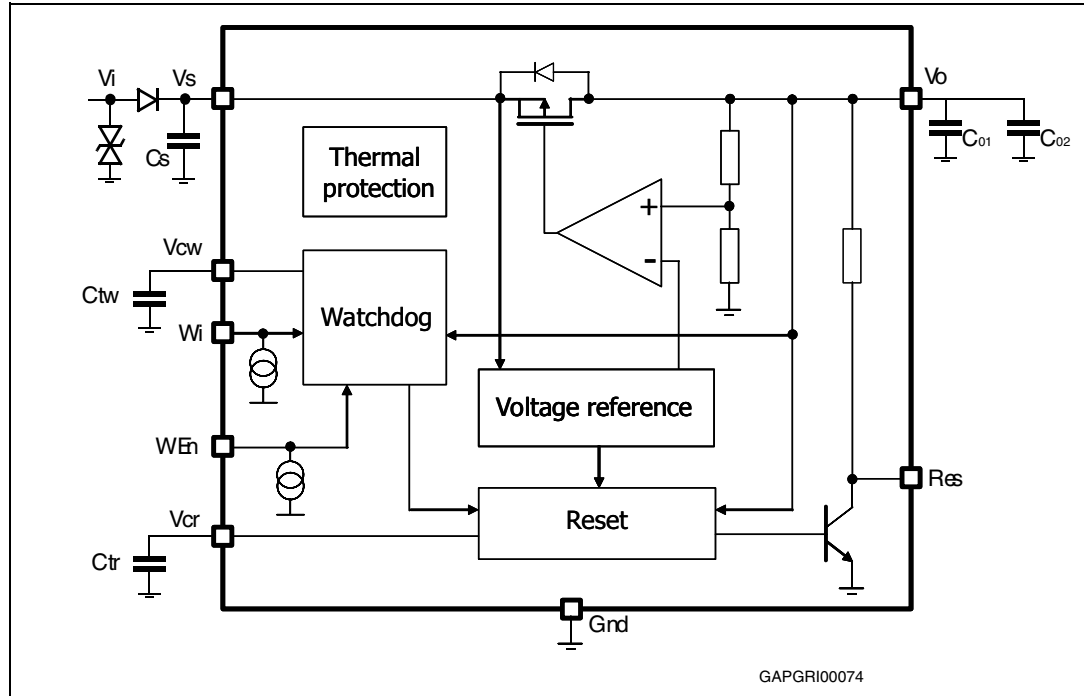 Vi
Vs
Vo
Cs
C01
C02
Thermal
protection
+
-
Vcw
Ctw
Watchdog
Wi
Voltage reference
WEn
Res
Vcr
Reset
Ctr
Gnd
GAPGRI00074